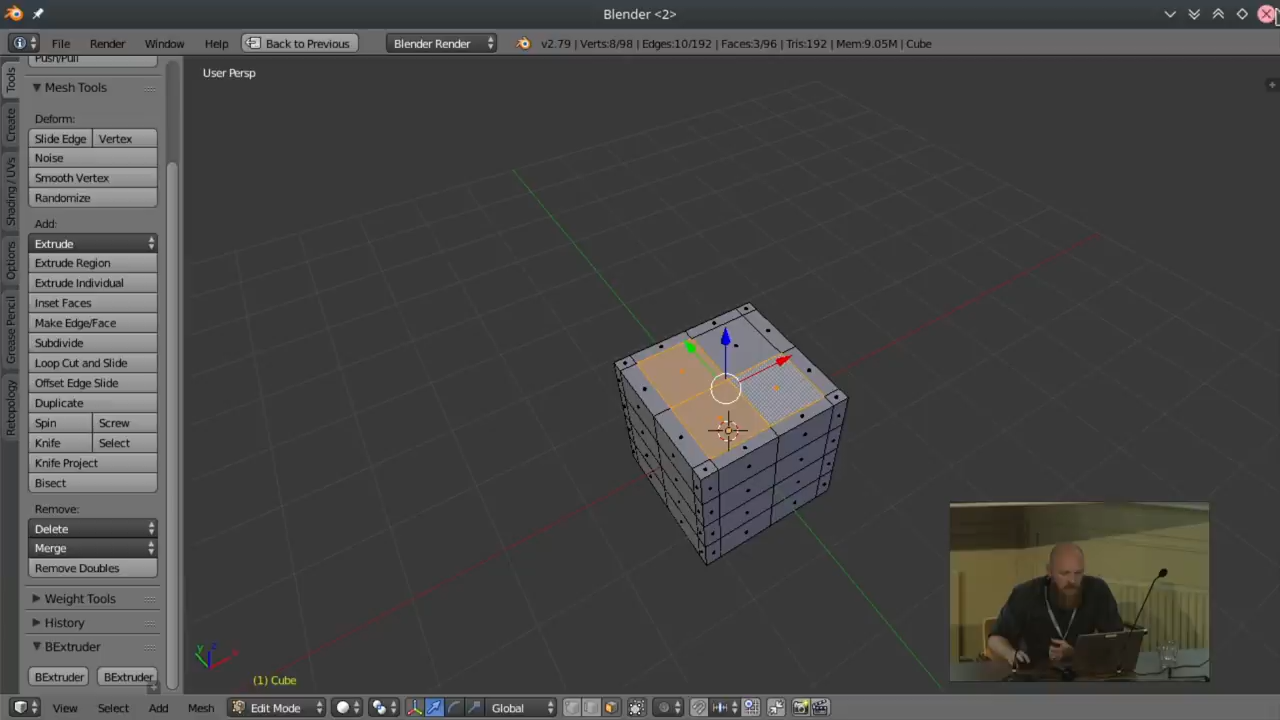 Blender <2>
File Render Window Help Back to Previous Blender Render v2.79 | Verts:8/98 | Edges:10/192 | Faces:3/96 | Tris:192 | Mem:9.05M | Cube
Push/Pull
Mesh Tools
Deform:
Slide Edge Vertex
Noise
Smooth Vertex
Randomize
Add:
Extrude
Extrude Region
Extrude Individual
Inset Faces
Make Edge/Face
Subdivide
Loop Cut and Slide
Offset Edge Slide
Duplicate
Spin Screw
Knife Select
Knife Project
Bisect
Remove:
Delete
Merge
Remove Doubles
Weight Tools
History
BExtruder
BExtruder BExtruder
Tools
Create
Shading / UVs
Options
Grease Pencil
Retopology
User Persp
y z x
(1) Cube
View Select Add Mesh Edit Mode Global